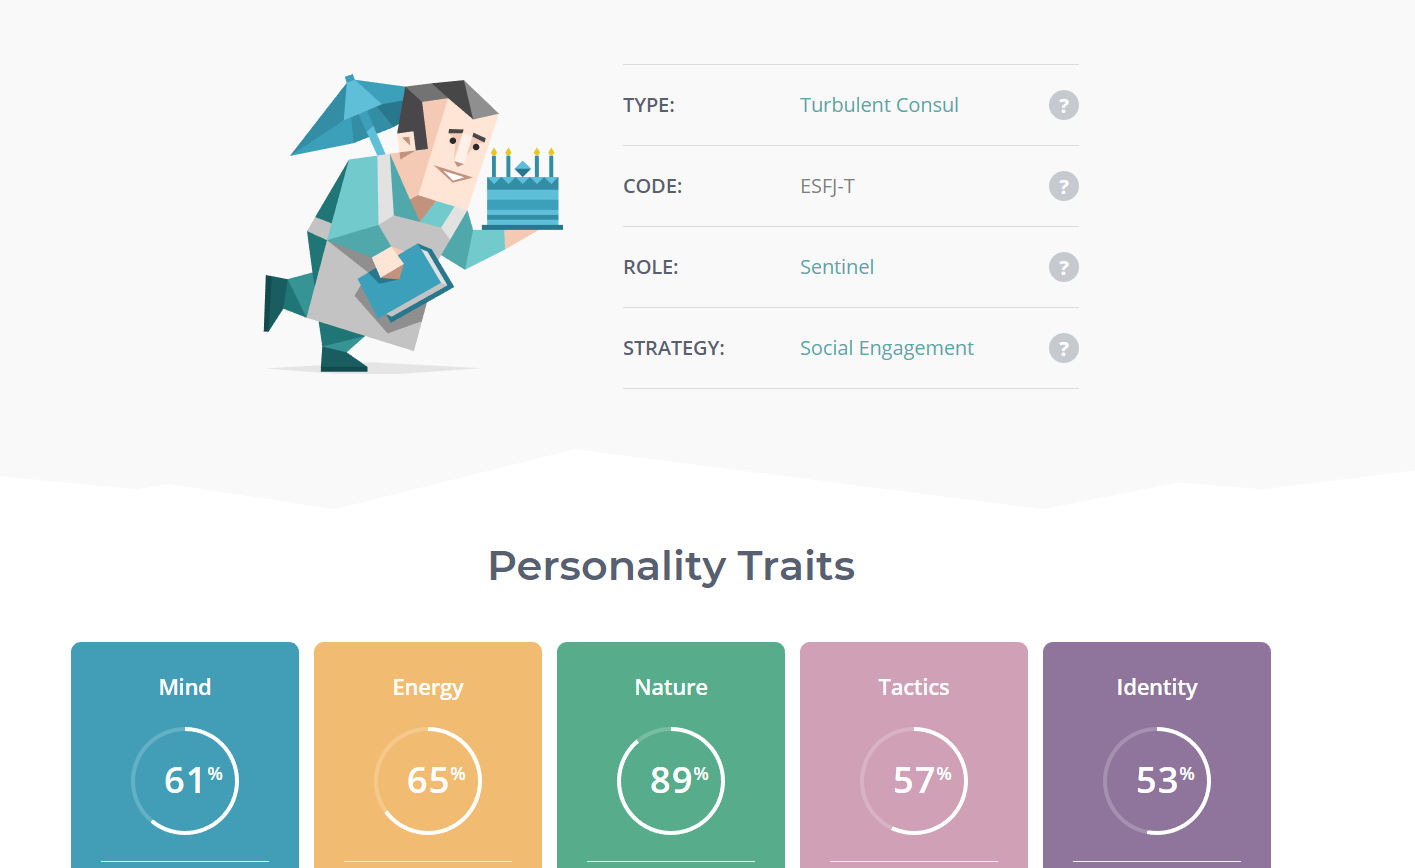 TYPE: Turbulent Consul ?
CODE: ESFJ-T ?
ROLE: Sentinel ?
STRATEGY: Social Engagement ?
Personality Traits
Mind Energy Nature Tactics Identity
61% 65% 89% 57% 53%